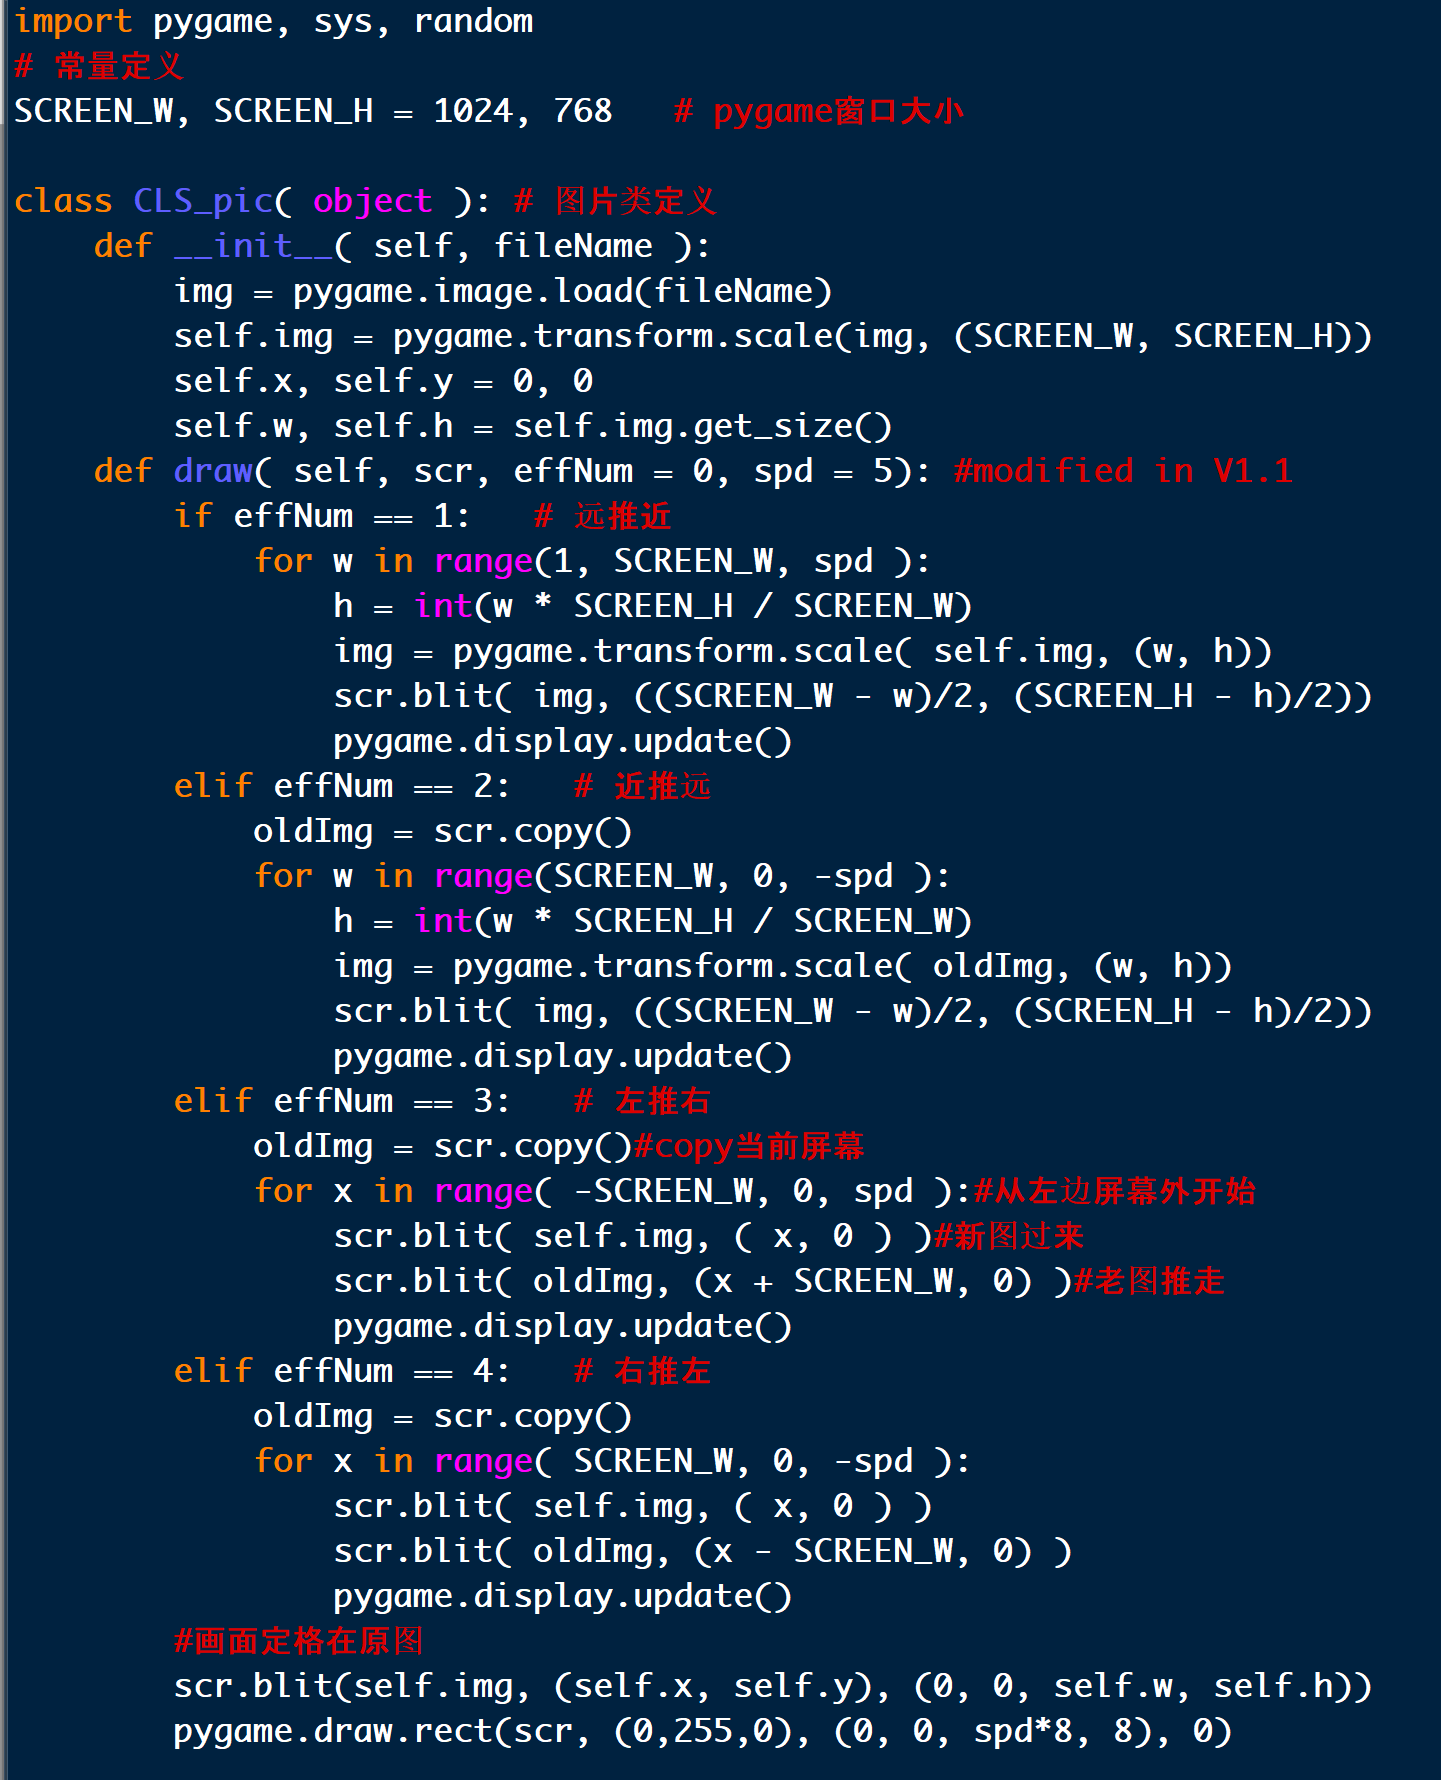 import pygame, sys, random
# 常量定义
SCREEN_W, SCREEN_H = 1024, 768   # pygame窗口大小

class CLS_pic( object ): # 图片类定义
    def __init__( self, fileName ):
        img = pygame.image.load(fileName)
        self.img = pygame.transform.scale(img, (SCREEN_W, SCREEN_H))
        self.x, self.y = 0, 0
        self.w, self.h = self.img.get_size()
    def draw( self, scr, effNum = 0, spd = 5): #modified in V1.1
        if effNum == 1:   # 远推近
            for w in range(1, SCREEN_W, spd ):
                h = int(w * SCREEN_H / SCREEN_W)
                img = pygame.transform.scale( self.img, (w, h))
                scr.blit( img, ((SCREEN_W - w)/2, (SCREEN_H - h)/2))
                pygame.display.update()
        elif effNum == 2:   # 近推远
            oldImg = scr.copy()
            for w in range(SCREEN_W, 0, -spd ):
                h = int(w * SCREEN_H / SCREEN_W)
                img = pygame.transform.scale( oldImg, (w, h))
                scr.blit( img, ((SCREEN_W - w)/2, (SCREEN_H - h)/2))
                pygame.display.update()
        elif effNum == 3:   # 左推右
            oldImg = scr.copy()#copy当前屏幕
            for x in range( -SCREEN_W, 0, spd ):#从左边屏幕外开始
                scr.blit( self.img, ( x, 0 ) )#新图过来
                scr.blit( oldImg, (x + SCREEN_W, 0) )#老图推走
                pygame.display.update()
        elif effNum == 4:   # 右推左
            oldImg = scr.copy()
            for x in range( SCREEN_W, 0, -spd ):
                scr.blit( self.img, ( x, 0 ) )
                scr.blit( oldImg, (x - SCREEN_W, 0) )
                pygame.display.update()
        #画面定格在原图
        scr.blit(self.img, (self.x, self.y), (0, 0, self.w, self.h))
        pygame.draw.rect(scr, (0,255,0), (0, 0, spd*8, 8), 0)